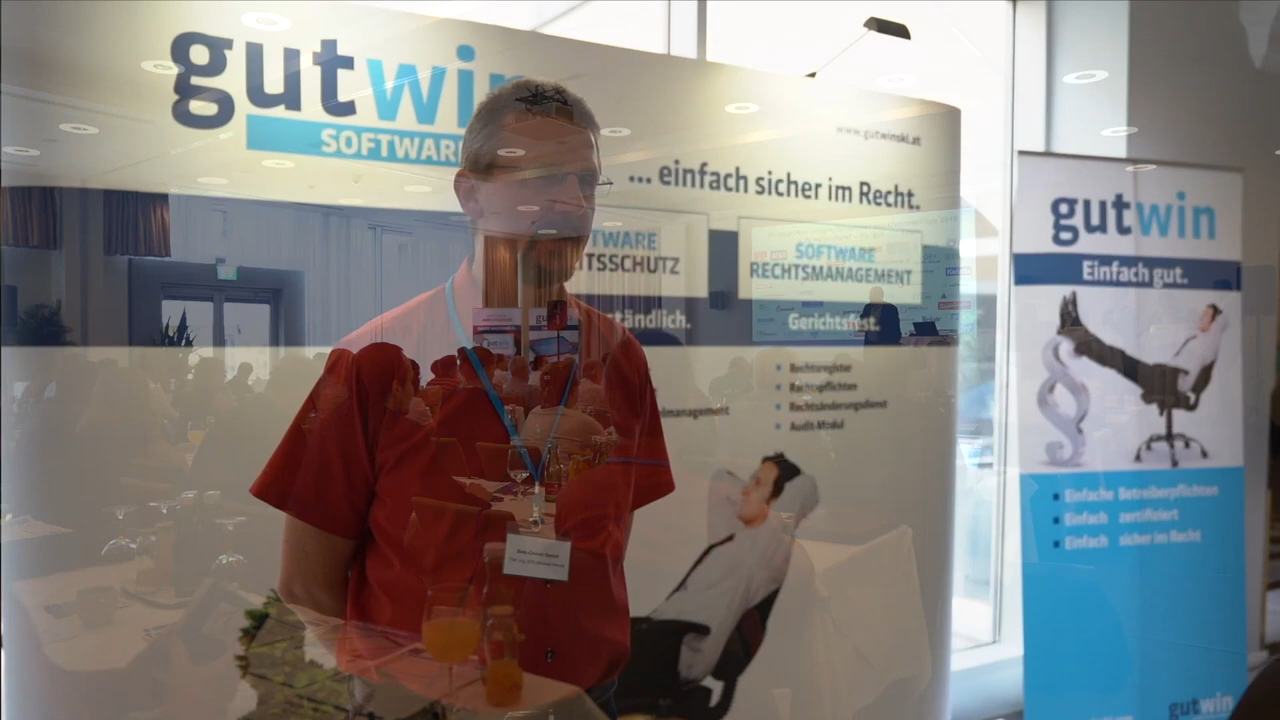 gutwin
SOFTWARE
www.gutwinski.at
... einfach sicher im Recht.
SOFTWARE
RECHTSMANAGEMENT
Gerichtsfest.
Rechtsregister
Rechtspflichten
Rechtsänderungsdienst
Audit-Modul
gutwin
Einfach gut.
Einfache Betreiberpflichten
Einfach zertifiziert
Einfach sicher im Recht
gutwin